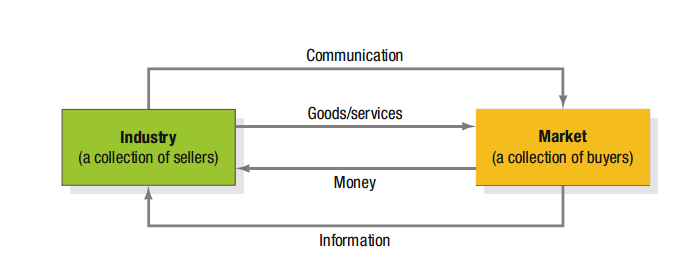 Communication
Goods/services
Industry
(a collection of sellers)
Market
(a collection of buyers)
Money
Information